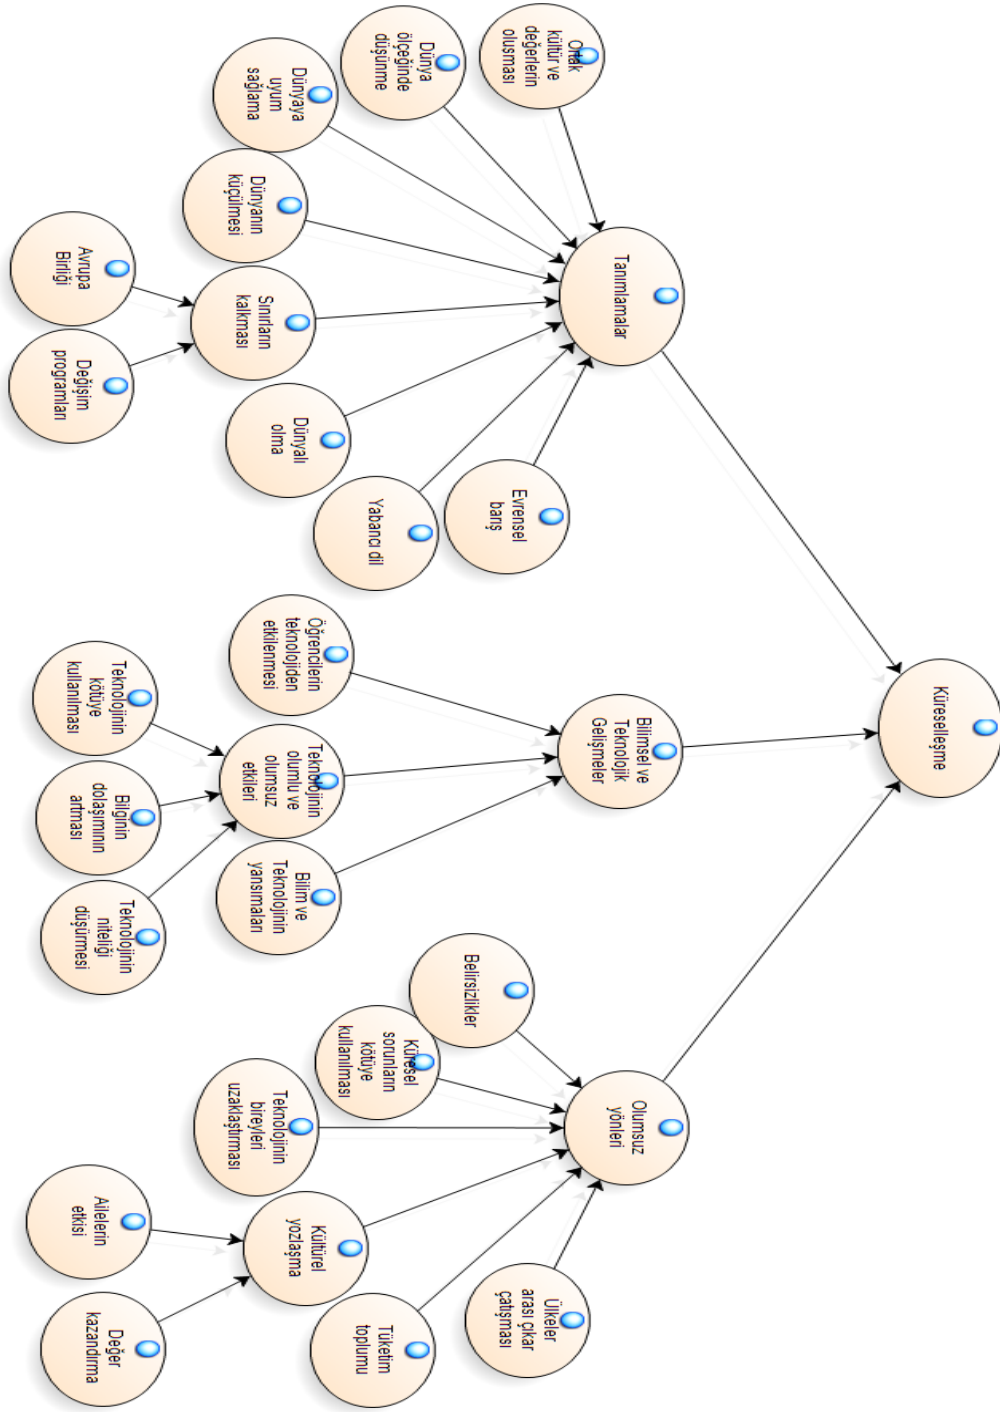 Küreselleşme
Tanımlamalar
Bilimsel ve
Teknolojik
Gelişmeler
Olumsuz
yönleri
Ortak
kültür ve
değerlerin
oluşması
Dünya
ölçeğinde
düşünme
Dünyaya
uyum
sağlama
Dünyanın
küçülmesi
Sınırların
kalkması
Avrupa
Birliği
Değişim
programları
Dünyalı
olma
Yabancı dil
Evrensel
barış
Öğrencilerin
teknolojiden
etkilenmesi
Teknolojinin
olumlu ve
olumsuz
etkileri
Teknolojinin
kötüye
kullanılması
Bilginin
dolaşımının
artması
Teknolojinin
niteliği
düşürmesi
Bilim ve
Teknolojinin
yansımaları
Belirsizlikler
Küresel
sorunların
kötüye
kullanılması
Teknolojinin
bireyleri
uzaklaştırması
Kültürel
yozlaşma
Ailelerin
etkisi
Değer
kazandırma
Tüketim
toplumu
Ülkeler
arası çıkar
çatışması